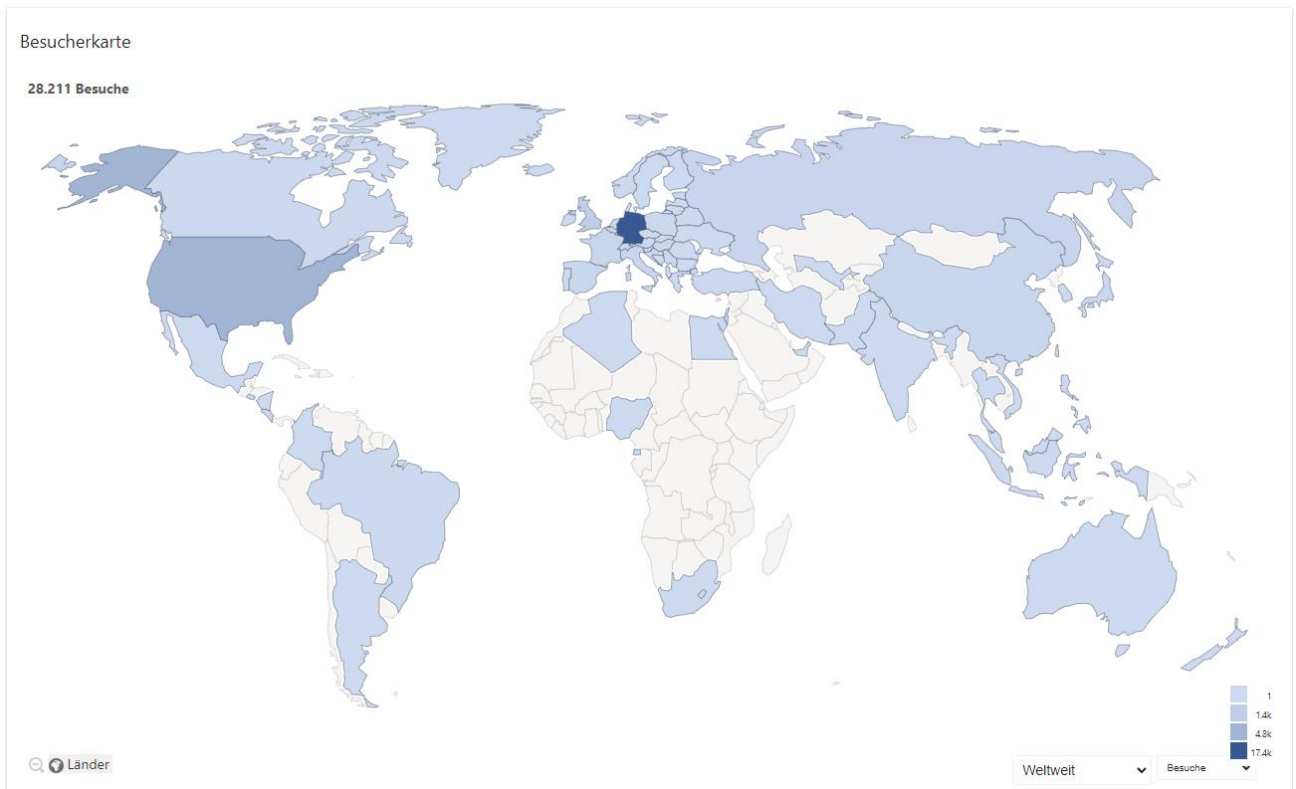 Besucherkarte
28.211 Besuche
1
1.4k
4.8k
17.4k
Länder
Weltweit
Besuche